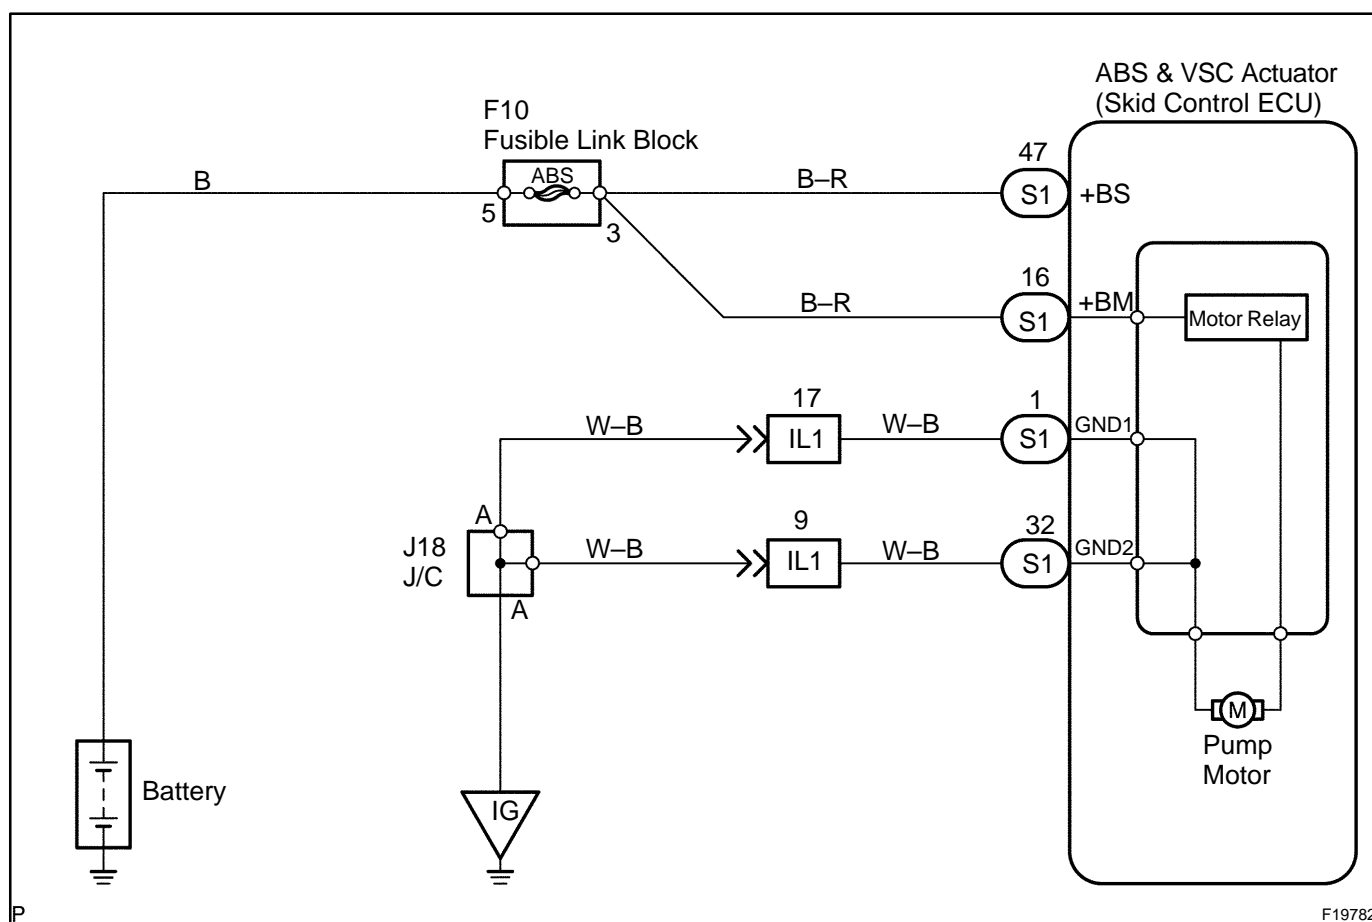 ABS & VSC Actuator
(Skid Control ECU)
F10
Fusible Link Block
ABS
5
3
B
B–R
47
S1
+BS
B–R
16
S1
+BM
Motor Relay
W–B
17
IL1
W–B
1
S1
GND1
J18
J/C
A
A
W–B
9
IL1
W–B
32
S1
GND2
M
Pump
Motor
Battery
IG
P
F19782